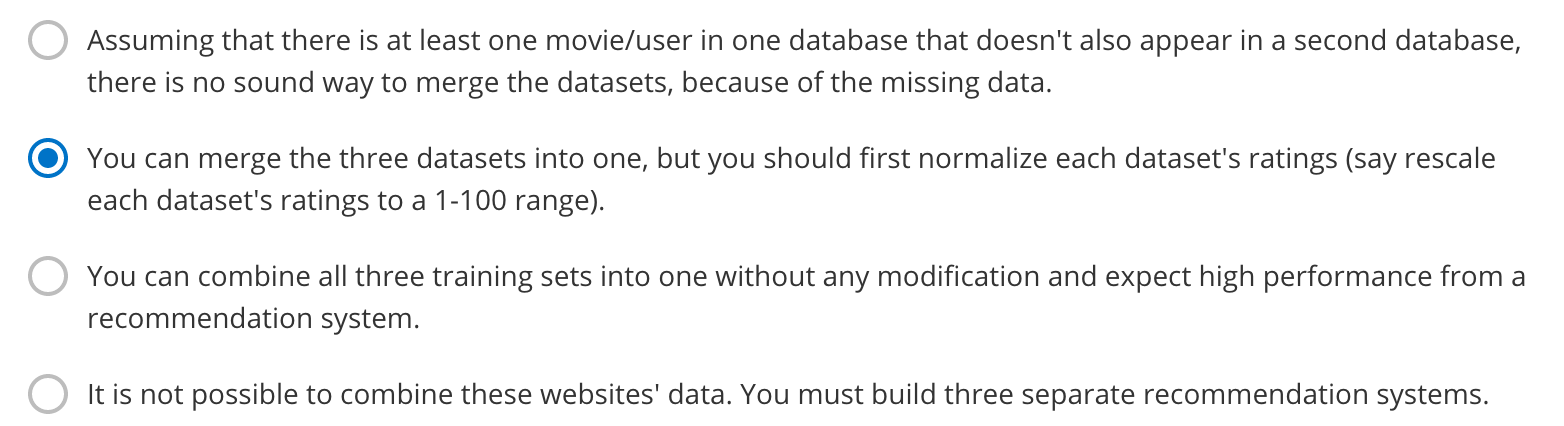 Assuming that there is at least one movie/user in one database that doesn't also appear in a second database,
there is no sound way to merge the datasets, because of the missing data.
You can merge the three datasets into one, but you should first normalize each dataset's ratings (say rescale
each dataset's ratings to a 1-100 range).
You can combine all three training sets into one without any modification and expect high performance from a
recommendation system.
It is not possible to combine these websites' data. You must build three separate recommendation systems.